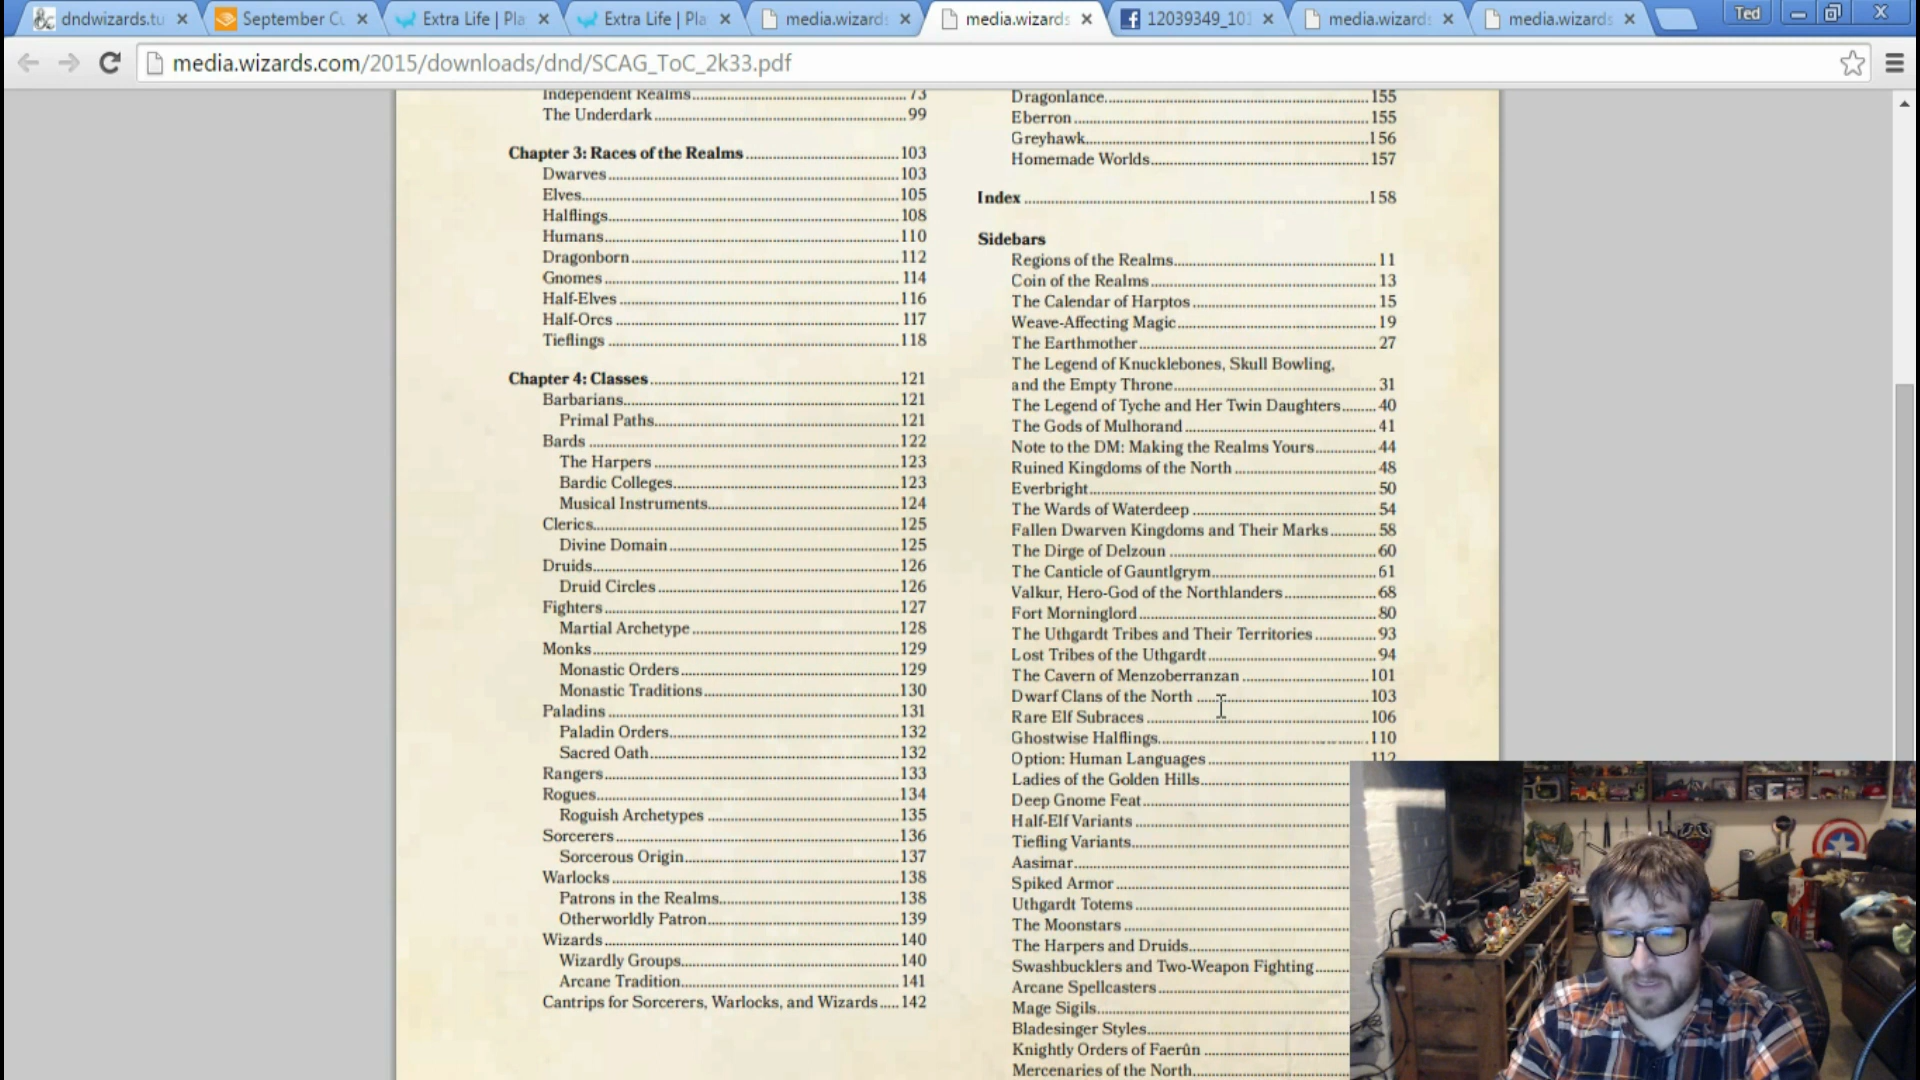 dndwizards.tu
September Cu
Extra Life | Pla
Extra Life | Pla
media.wizards
media.wizards
12039349_101
media.wizards
media.wizards
Ted
media.wizards.com/2015/downloads/dnd/SCAG_ToC_2k33.pdf
Independent Realms 73
The Underdark 99
Chapter 3: Races of the Realms 103
Dwarves 103
Elves 105
Halflings 108
Humans 110
Dragonborn 112
Gnomes 114
Half-Elves 116
Half-Orcs 117
Tieflings 118
Chapter 4: Classes 121
Barbarians 121
Primal Paths 121
Bards 122
The Harpers 123
Bardic Colleges 123
Musical Instruments 124
Clerics 125
Divine Domain 125
Druids 126
Druid Circles 126
Fighters 127
Martial Archetype 128
Monks 129
Monastic Orders 129
Monastic Traditions 130
Paladins 131
Paladin Orders 132
Sacred Oath 132
Rangers 133
Rogues 134
Roguish Archetypes 135
Sorcerers 136
Sorcerous Origin 137
Warlocks 138
Patrons in the Realms 138
Otherworldly Patron 139
Wizards 140
Wizardly Groups 140
Arcane Tradition 141
Cantrips for Sorcerers, Warlocks, and Wizards 142
Dragonlance 155
Eberron 155
Greyhawk 156
Homemade Worlds 157
Index 158
Sidebars
Regions of the Realms 11
Coin of the Realms 13
The Calendar of Harptos 15
Weave-Affecting Magic 19
The Earthmother 27
The Legend of Knucklebones, Skull Bowling,
and the Empty Throne 31
The Legend of Tyche and Her Twin Daughters 40
The Gods of Mulhorand 41
Note to the DM: Making the Realms Yours 44
Ruined Kingdoms of the North 48
Everbright 50
The Wards of Waterdeep 54
Fallen Dwarven Kingdoms and Their Marks 58
The Dirge of Delzoun 60
The Canticle of Gauntlgrym 61
Valkur, Hero-God of the Northlanders 68
Fort Morninglord 80
The Uthgardt Tribes and Their Territories 93
Lost Tribes of the Uthgardt 94
The Cavern of Menzoberranzan 101
Dwarf Clans of the North 103
Rare Elf Subraces 106
Ghostwise Halflings 110
Option: Human Languages 112
Ladies of the Golden Hills
Deep Gnome Feat
Half-Elf Variants
Tiefling Variants
Aasimar
Spiked Armor
Uthgardt Totems
The Moonstars
The Harpers and Druids
Swashbucklers and Two-Weapon Fighting
Arcane Spellcasters
Mage Sigils
Bladesinger Styles
Knightly Orders of Faerûn
Mercenaries of the North